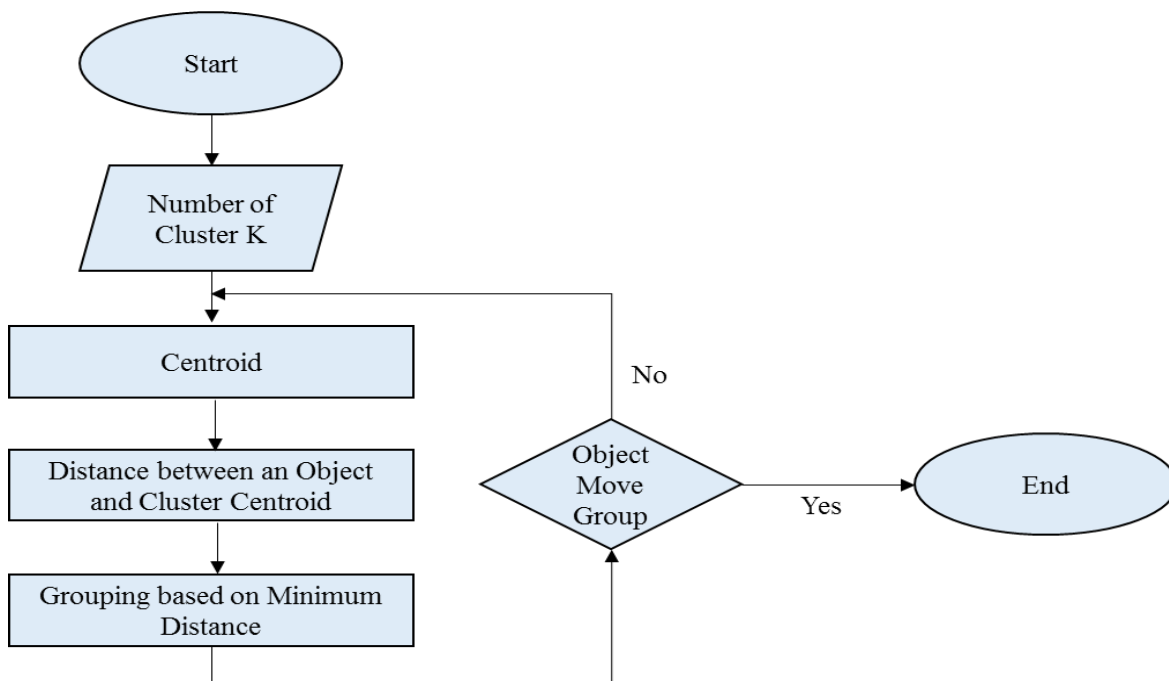 Start
Number of
Cluster K
Centroid
Distance between an Object
and Cluster Centroid
Grouping based on Minimum
Distance
No
Object
Move
Group
Yes
End